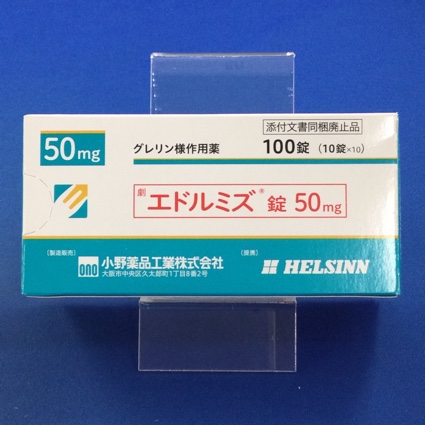 添付文書同梱廃止品
50mg
グレリン様作用薬
100錠 (10錠×10)
劇 エドルミズ® 錠 50mg
(製造販売)
ono 小野薬品工業株式会社
大阪市中央区久太郎町1丁目8番2号
(提携)
HELSINN